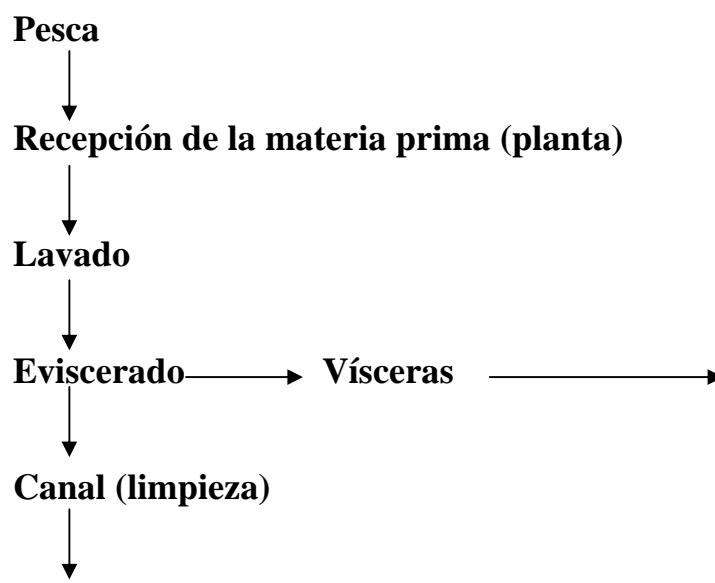 Pesca
Recepción de la materia prima (planta)
Lavado
Eviscerado Vísceras
Canal (limpieza)